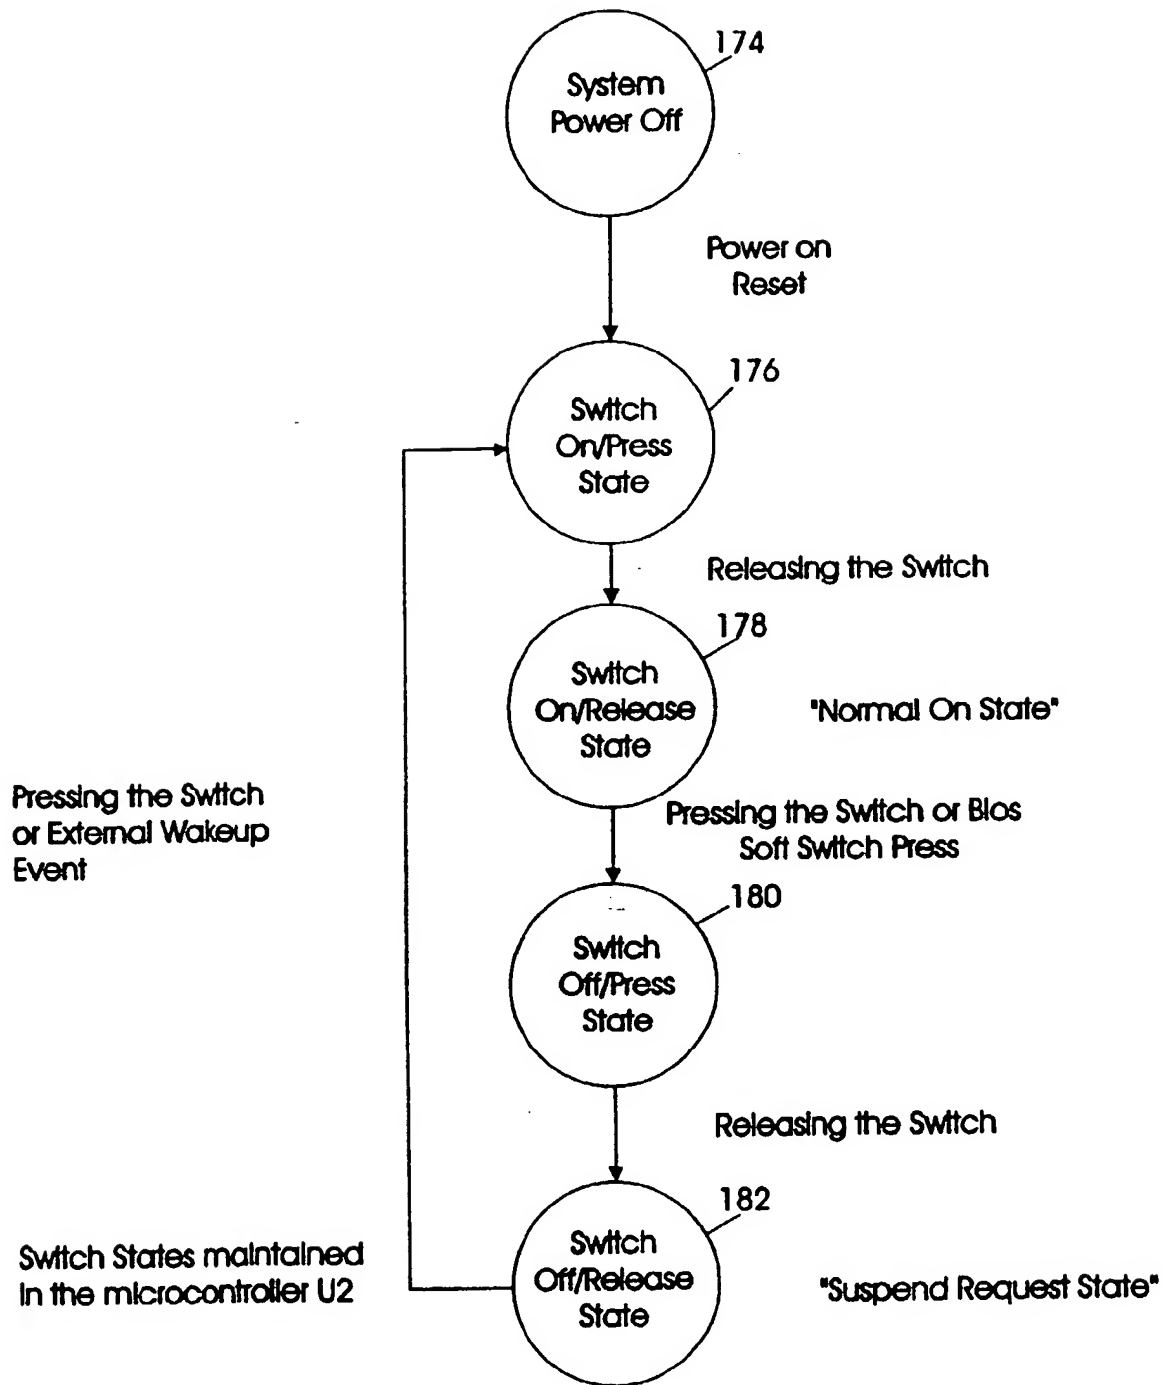 174
System
Power Off
Power on
Reset
176
Switch
On/Press
State
Releasing the Switch
178
Switch
On/Release
State
"Normal On State"
Pressing the Switch
or External Wakeup
Event
Pressing the Switch or Bios
Soft Switch Press
180
Switch
Off/Press
State
Releasing the Switch
182
Switch
Off/Release
State
Switch States maintained
in the microcontroller U2
"Suspend Request State"